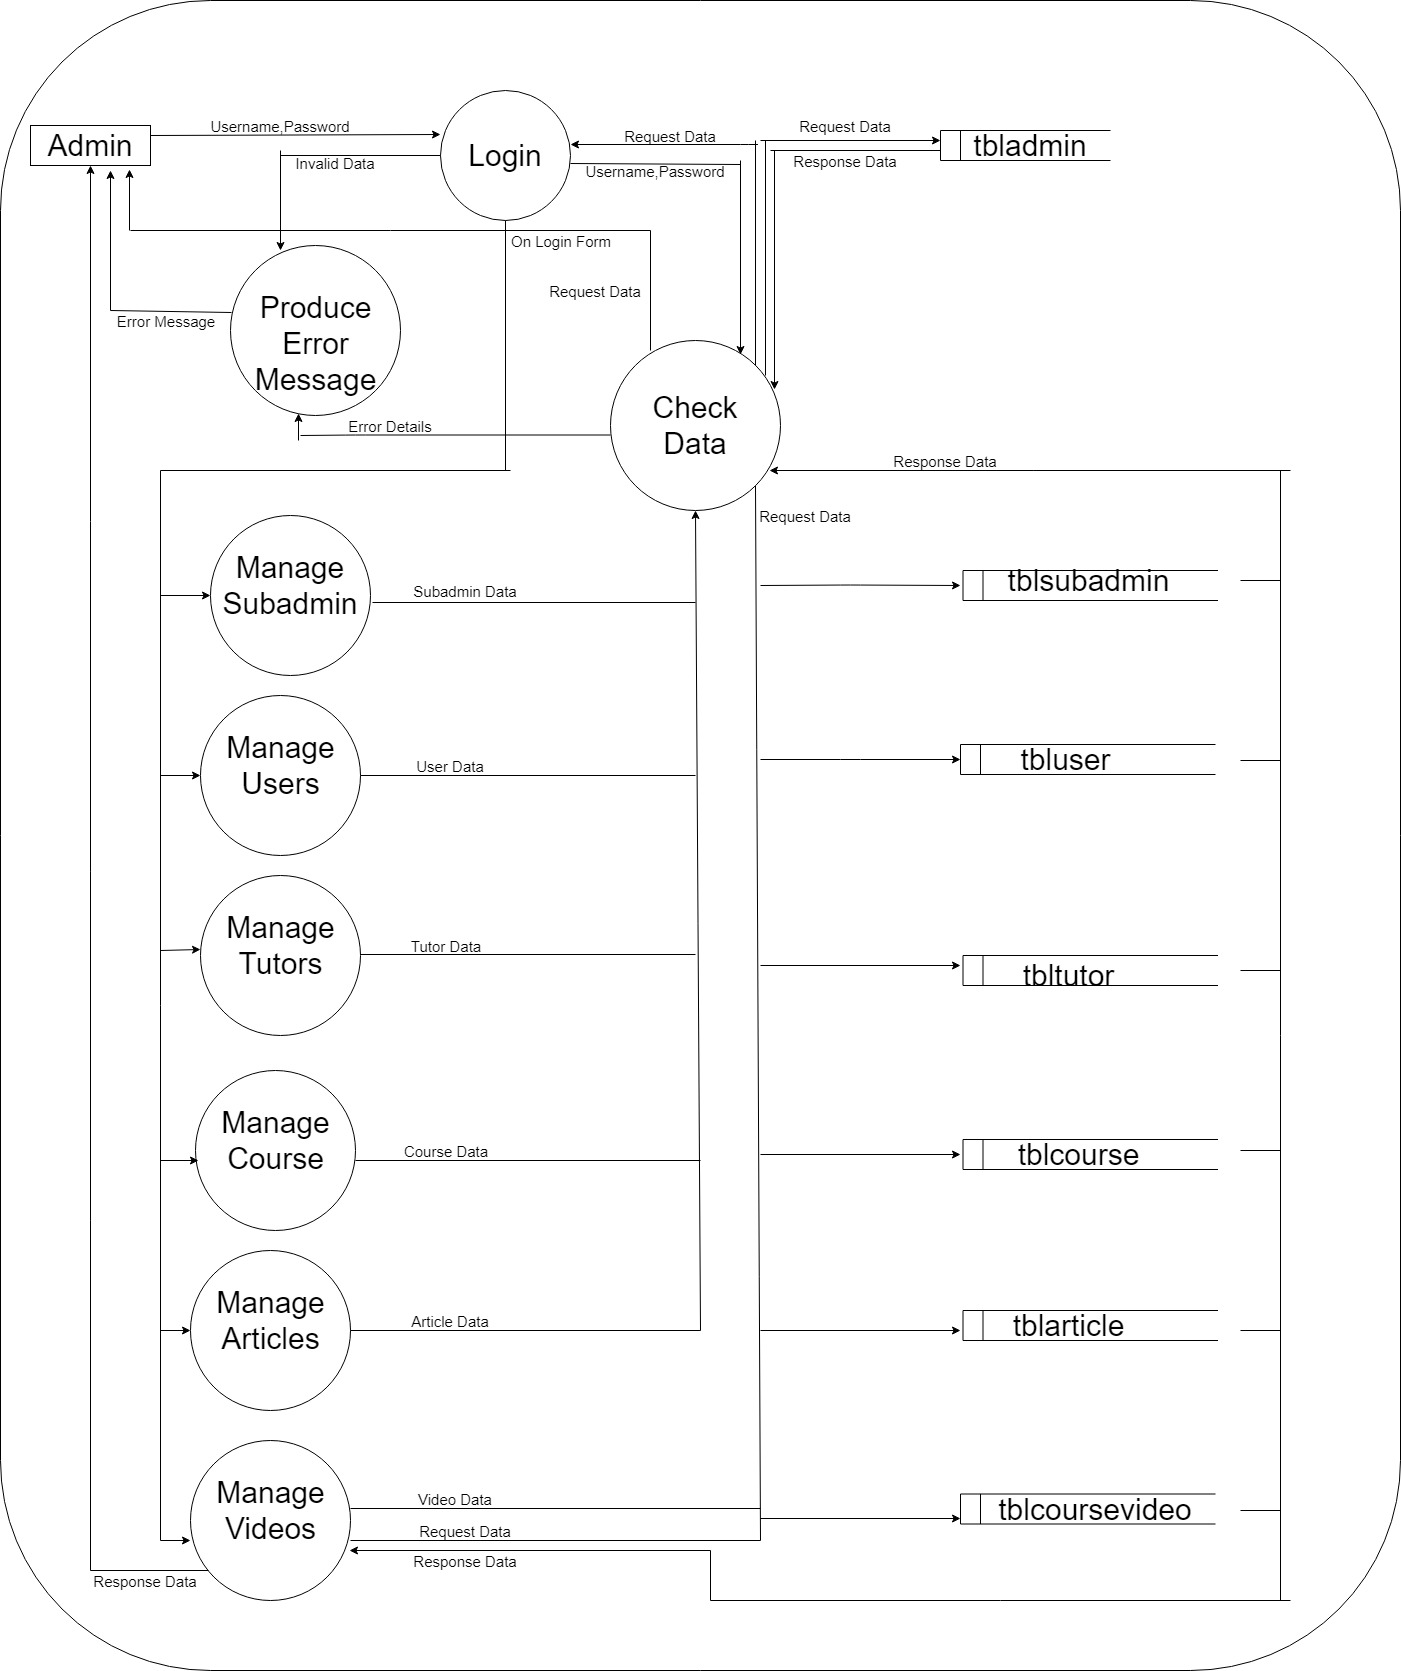 Admin
Username,Password
Login
Request Data
Request Data
tbladmin
Invalid Data
Username,Password
Response Data
On Login Form
Request Data
Produce
Error
Message
Error Message
Check
Data
Error Details
Response Data
Request Data
Manage
Subadmin
Subadmin Data
tblsubadmin
Manage
Users
User Data
tbluser
Manage
Tutors
Tutor Data
tbltutor
Manage
Course
Course Data
tblcourse
Manage
Articles
Article Data
tblarticle
Manage
Videos
Video Data
tblcoursevideo
Request Data
Response Data
Response Data